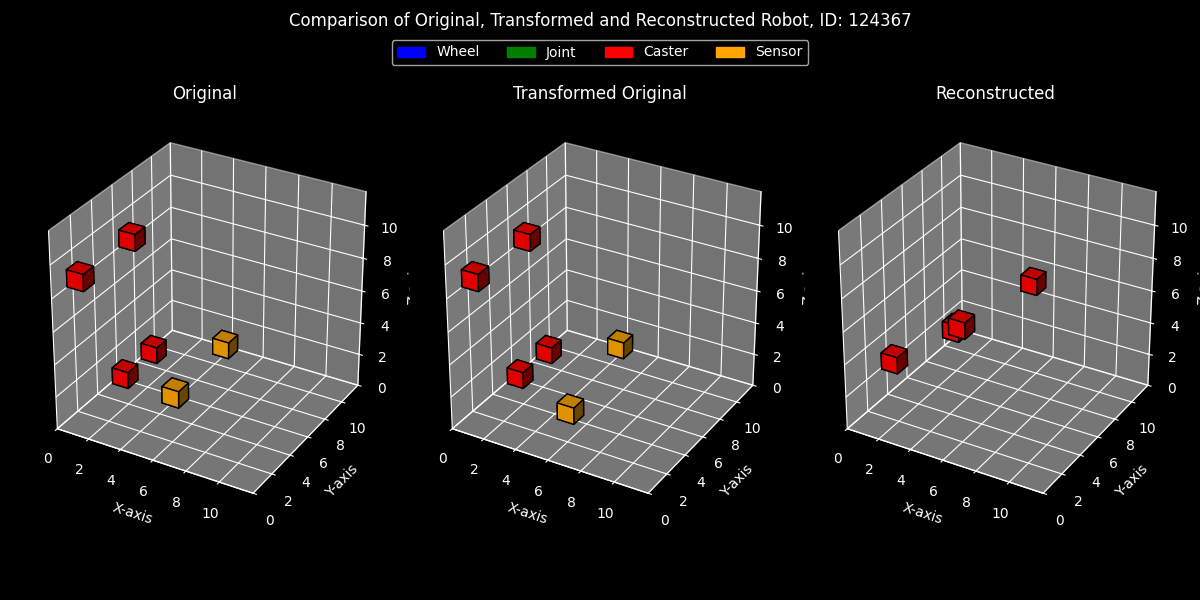 Comparison of Original, Transformed and Reconstructed Robot, ID: 124367
Wheel Joint Caster Sensor
Original
Transformed Original
Reconstructed
0 2 4 6 8 10
X-axis
0 2 4 6 8 10
Y-axis
0 2 4 6 8 10
0 2 4 6 8 10
X-axis
0 2 4 6 8 10
Y-axis
0 2 4 6 8 10
0 2 4 6 8 10
X-axis
0 2 4 6 8 10
Y-axis
0 2 4 6 8 10